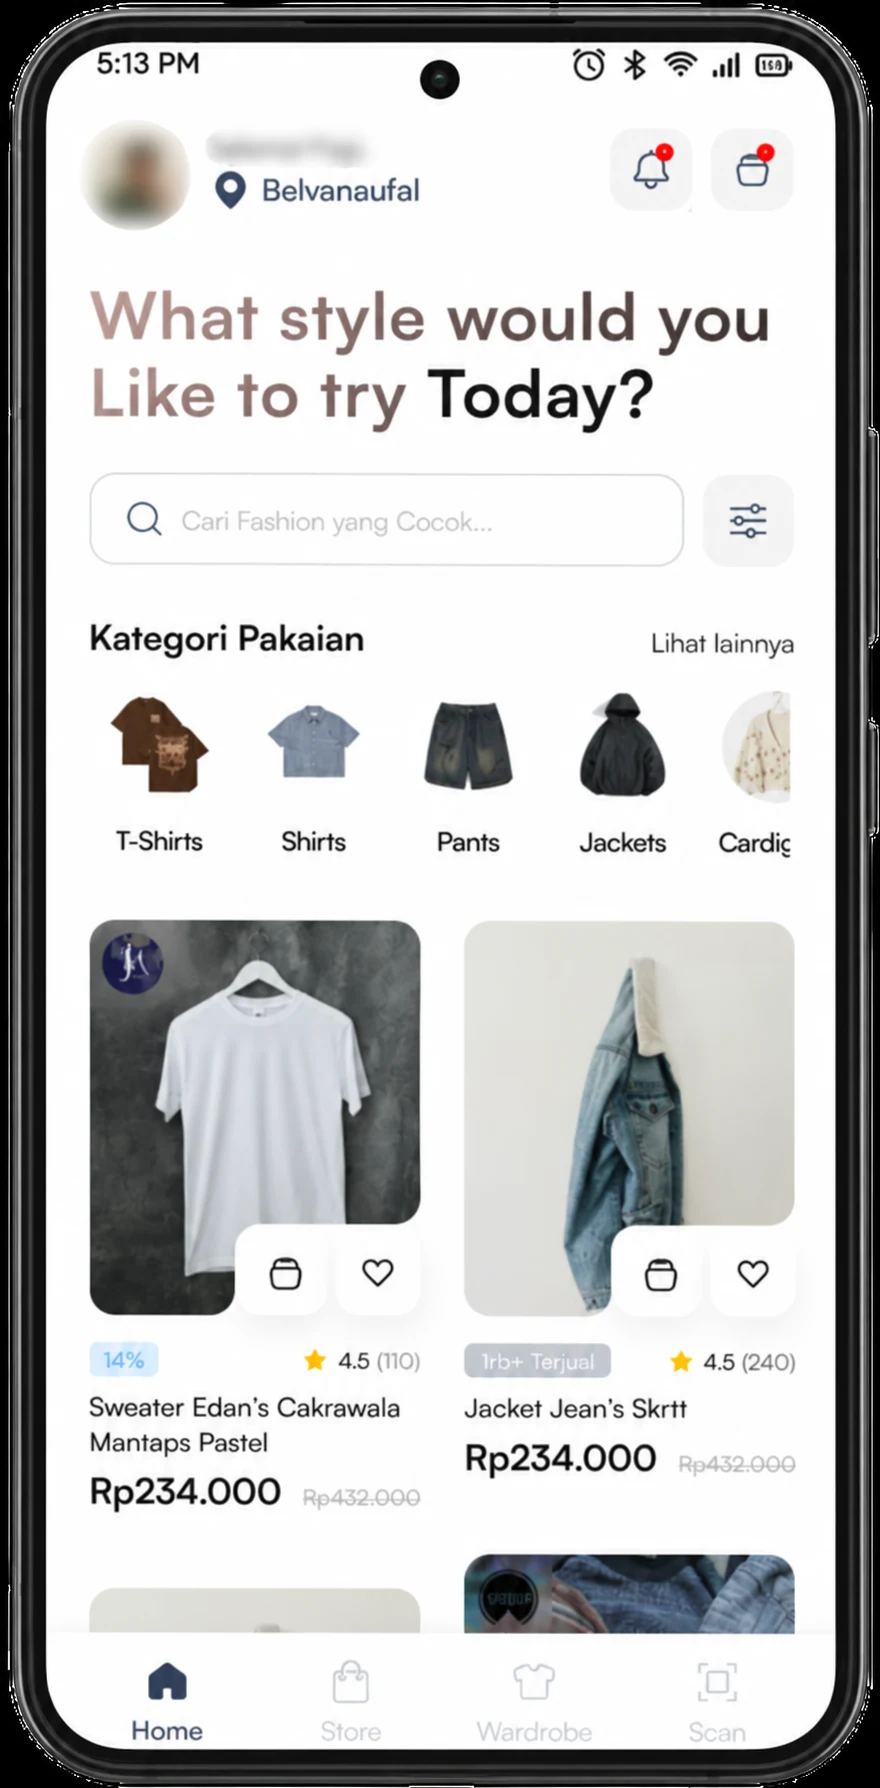 5:13 PM
Belvanaufal
What style would you
Like to try Today?
Cari Fashion yang Cocok...
Kategori Pakaian
Lihat lainnya
T-Shirts
Shirts
Pants
Jackets
Cardig
14%
4.5 (110)
Sweater Edan's Cakrawala
Mantaps Pastel
Rp234.000 Rp432.000
1rb+ Terjual
4.5 (240)
Jacket Jean's Skrtt
Rp234.000 Rp432.000
Home
Store
Wardrobe
Scan